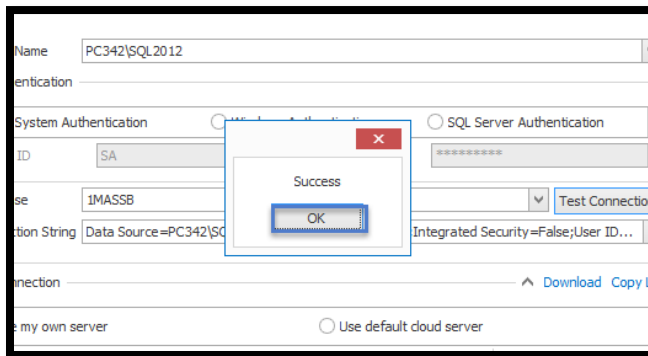 Name PC342\SQL2012
entication
System Authentication SQL Server Authentication
ID SA *********
Success
se 1MASSB Test Connectio
OK
ction String Data Source=PC342\SQ Integrated Security=False;User ID...
nnection Download Copy L
e my own server Use default cloud server